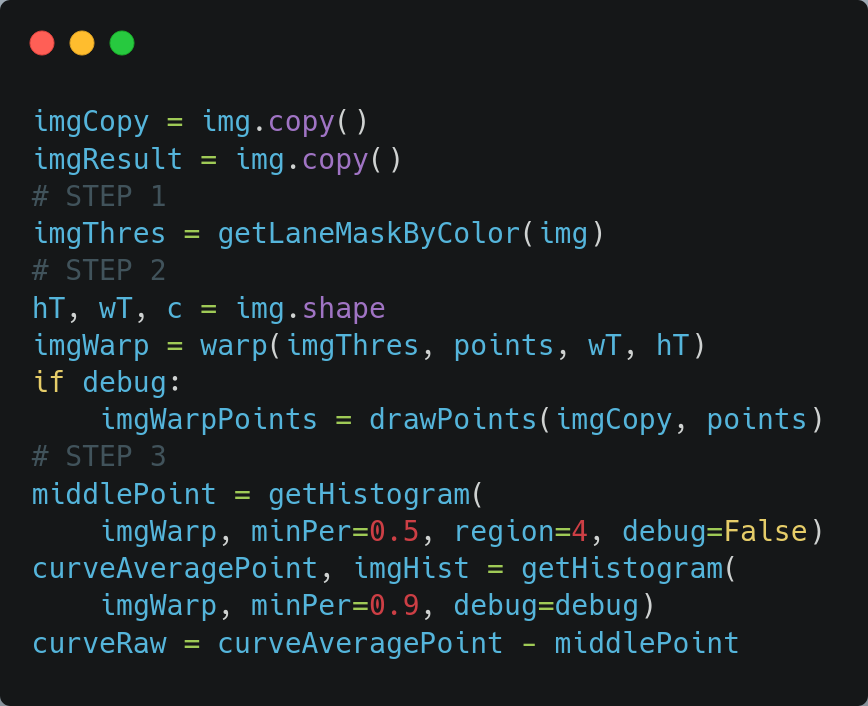 imgCopy = img.copy()
imgResult = img.copy()
# STEP 1
imgThres = getLaneMaskByColor(img)
# STEP 2
hT, wT, c = img.shape
imgWarp = warp(imgThres, points, wT, hT)
if debug:
    imgWarpPoints = drawPoints(imgCopy, points)
# STEP 3
middlePoint = getHistogram(
    imgWarp, minPer=0.5, region=4, debug=False)
curveAveragePoint, imgHist = getHistogram(
    imgWarp, minPer=0.9, debug=debug)
curveRaw = curveAveragePoint - middlePoint